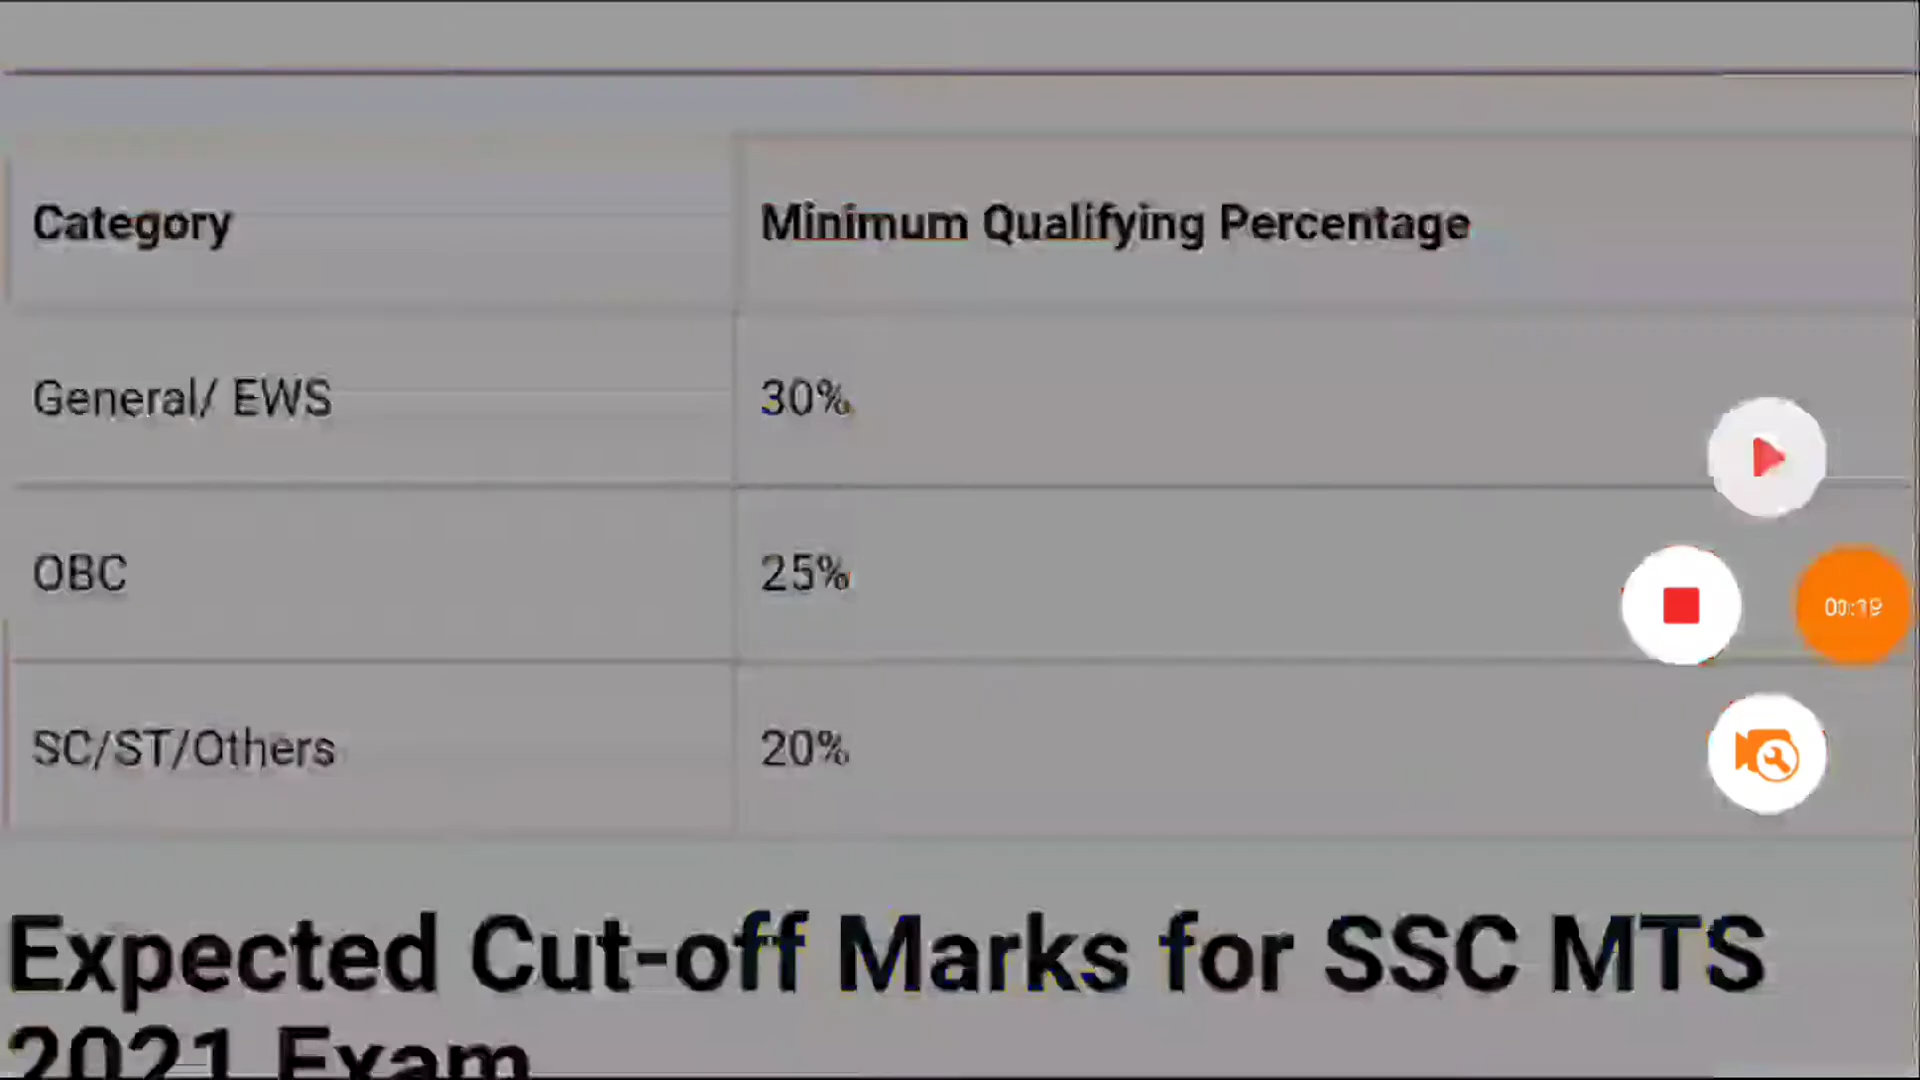 Category Minimum Qualifying Percentage
General/ EWS 30%
OBC 25%
SC/ST/Others 20%
00:19
Expected Cut-off Marks for SSC MTS
2021 Exam